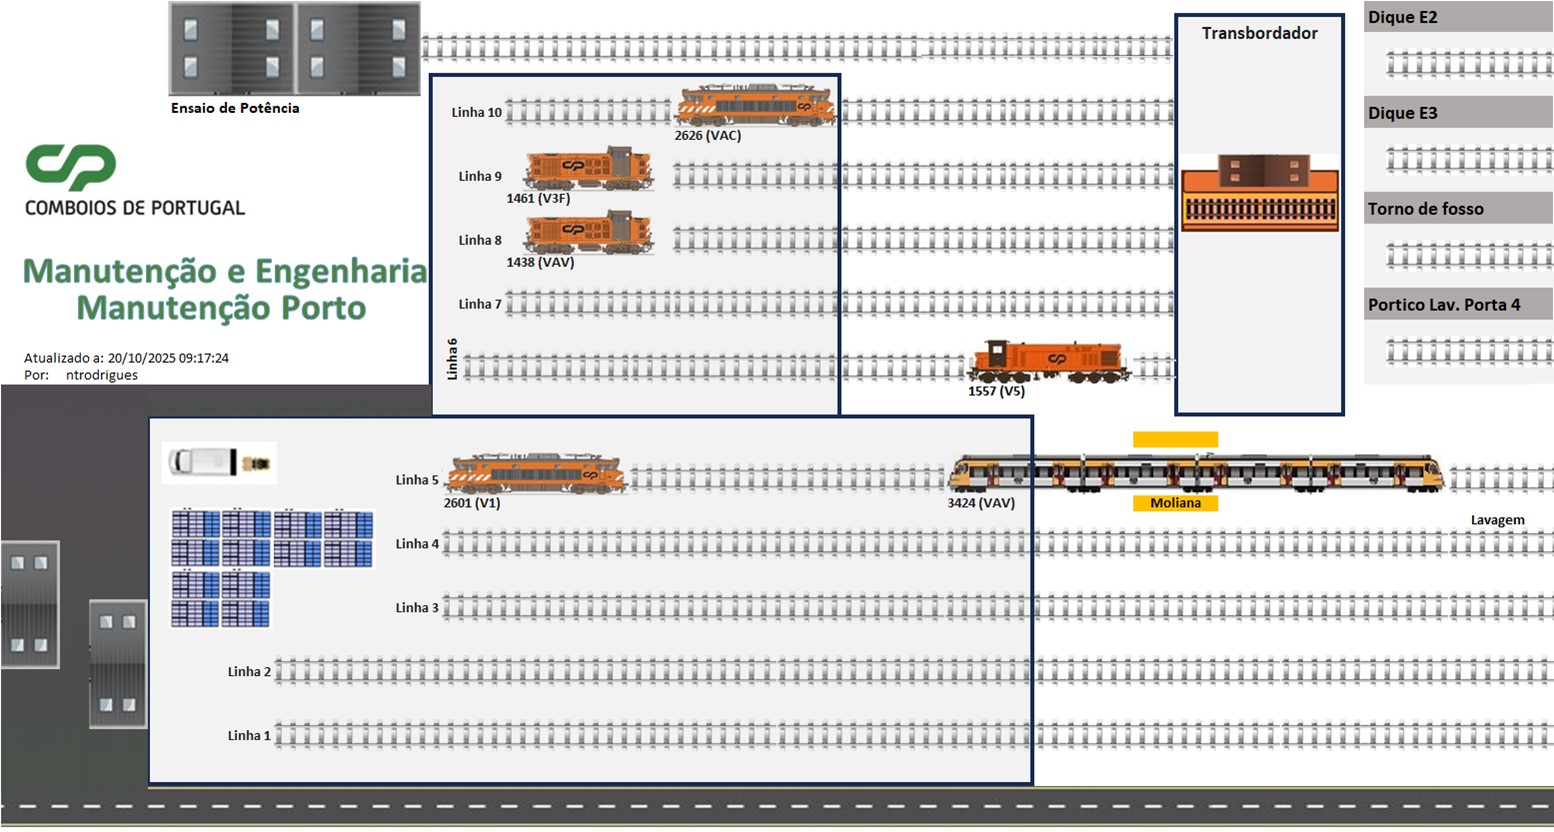 Ensaio de Potência
CP
COMBOIOS DE PORTUGAL
Manutenção e Engenharia
Manutenção Porto
Atualizado a: 20/10/2025 09:17:24
Por: ntrodrigues
Linha 10
2626 (VAC)
Linha 9
1461 (V3F)
Linha 8
1438 (VAV)
Linha 7
Linha 6
1557 (V5)
Transbordador
Dique E2
Dique E3
Torno de fosso
Portico Lav. Porta 4
Linha 5
2601 (V1)
3424 (VAV)
Moliana
Lavagem
Linha 4
Linha 3
Linha 2
Linha 1